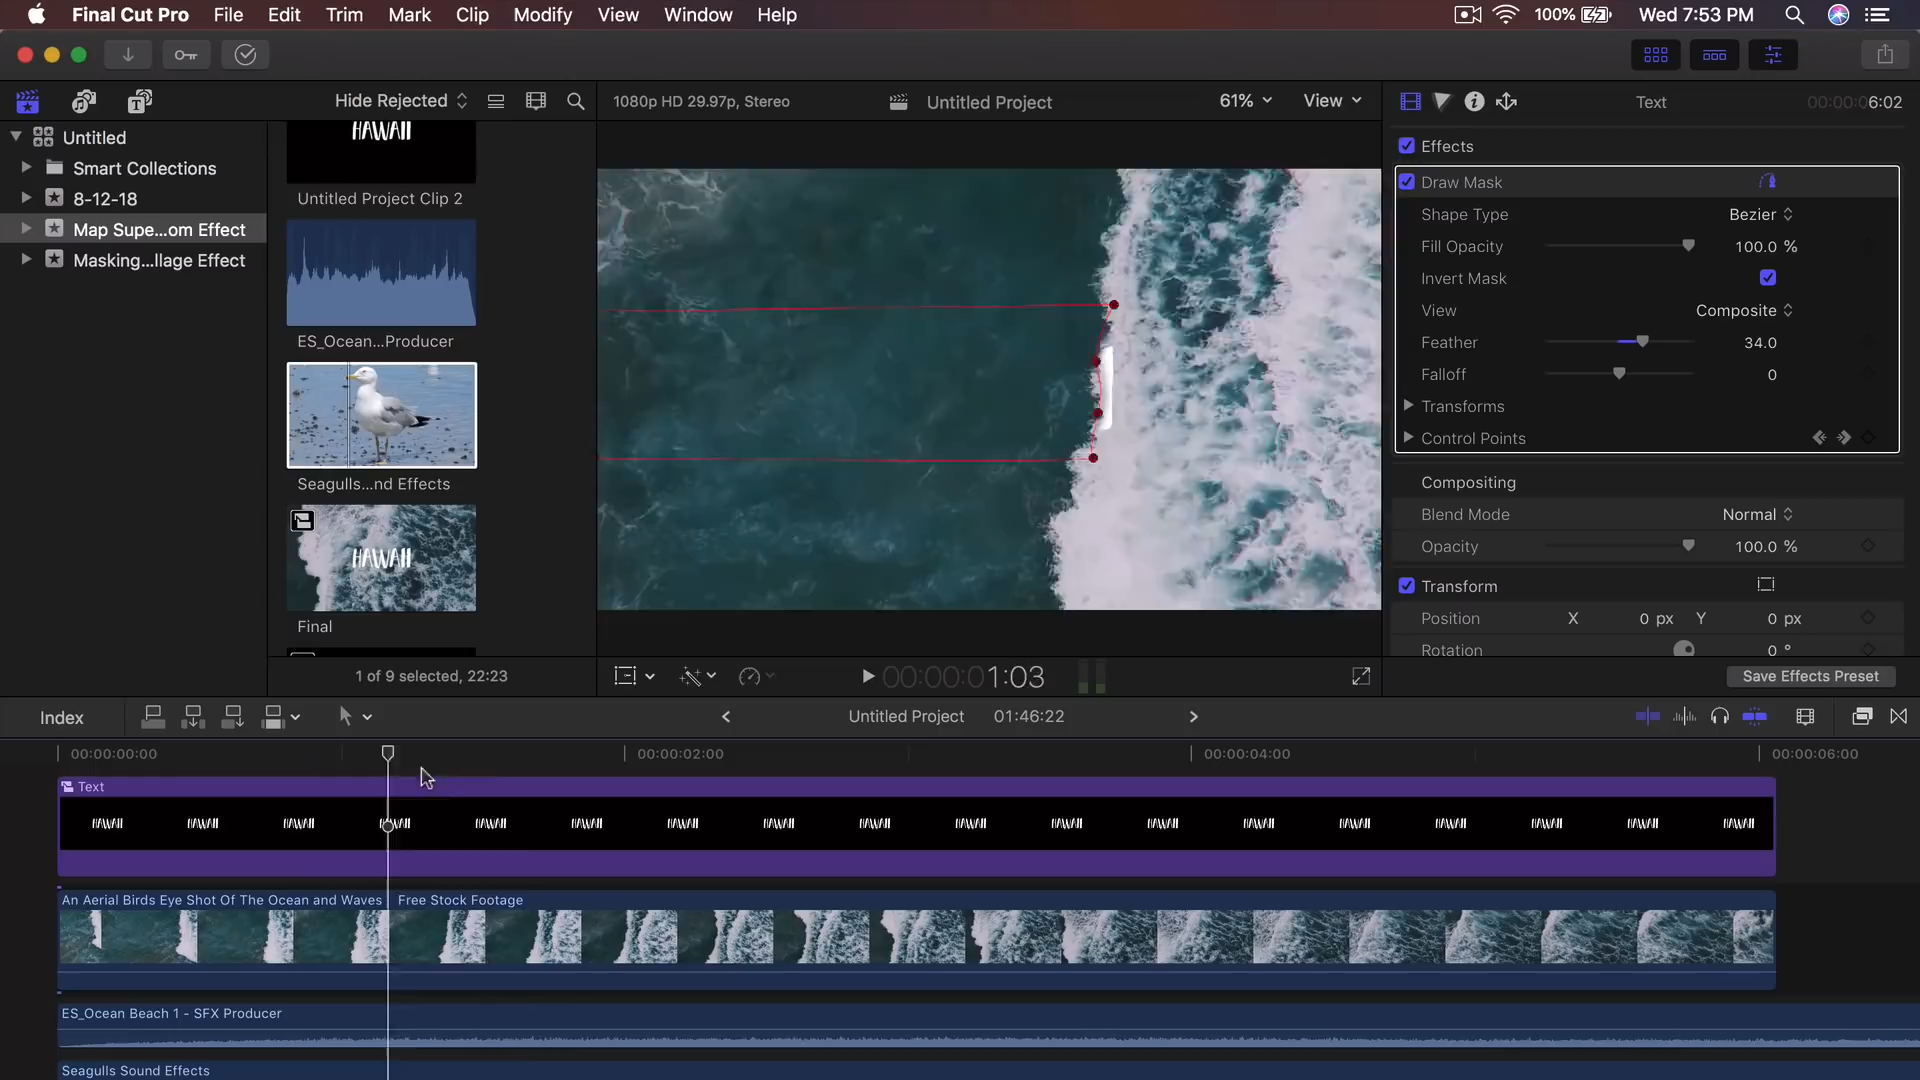 Final Cut Pro File Edit Trim Mark Clip Modify View Window Help 100% Wed 7:53 PM
Hide Rejected 1080p HD 29.97p, Stereo Untitled Project 61% View Text 00:00:06:02
Untitled
Smart Collections
8-12-18
Map Supe...om Effect
Masking...llage Effect
HAWAII
Untitled Project Clip 2
ES_Ocean...Producer
Seagulls...nd Effects
HAWAII
Final
1 of 9 selected, 22:23
00:00:01:03
Effects
Draw Mask
Shape Type Bezier
Fill Opacity 100.0 %
Invert Mask
View Composite
Feather 34.0
Falloff 0
Transforms
Control Points
Compositing
Blend Mode Normal
Opacity 100.0 %
Transform
Position X 0 px Y 0 px
Rotation 0 °
Save Effects Preset
Index Untitled Project 01:46:22
00:00:00:00 00:00:02:00 00:00:04:00 00:00:06:00
Text
HAWAII HAWAII HAWAII HAWAII HAWAII HAWAII HAWAII HAWAII HAWAII HAWAII HAWAII HAWAII HAWAII HAWAII HAWAII HAWAII HAWAII HAWAII
An Aerial Birds Eye Shot Of The Ocean and Waves Free Stock Footage
ES_Ocean Beach 1 - SFX Producer
Seagulls Sound Effects